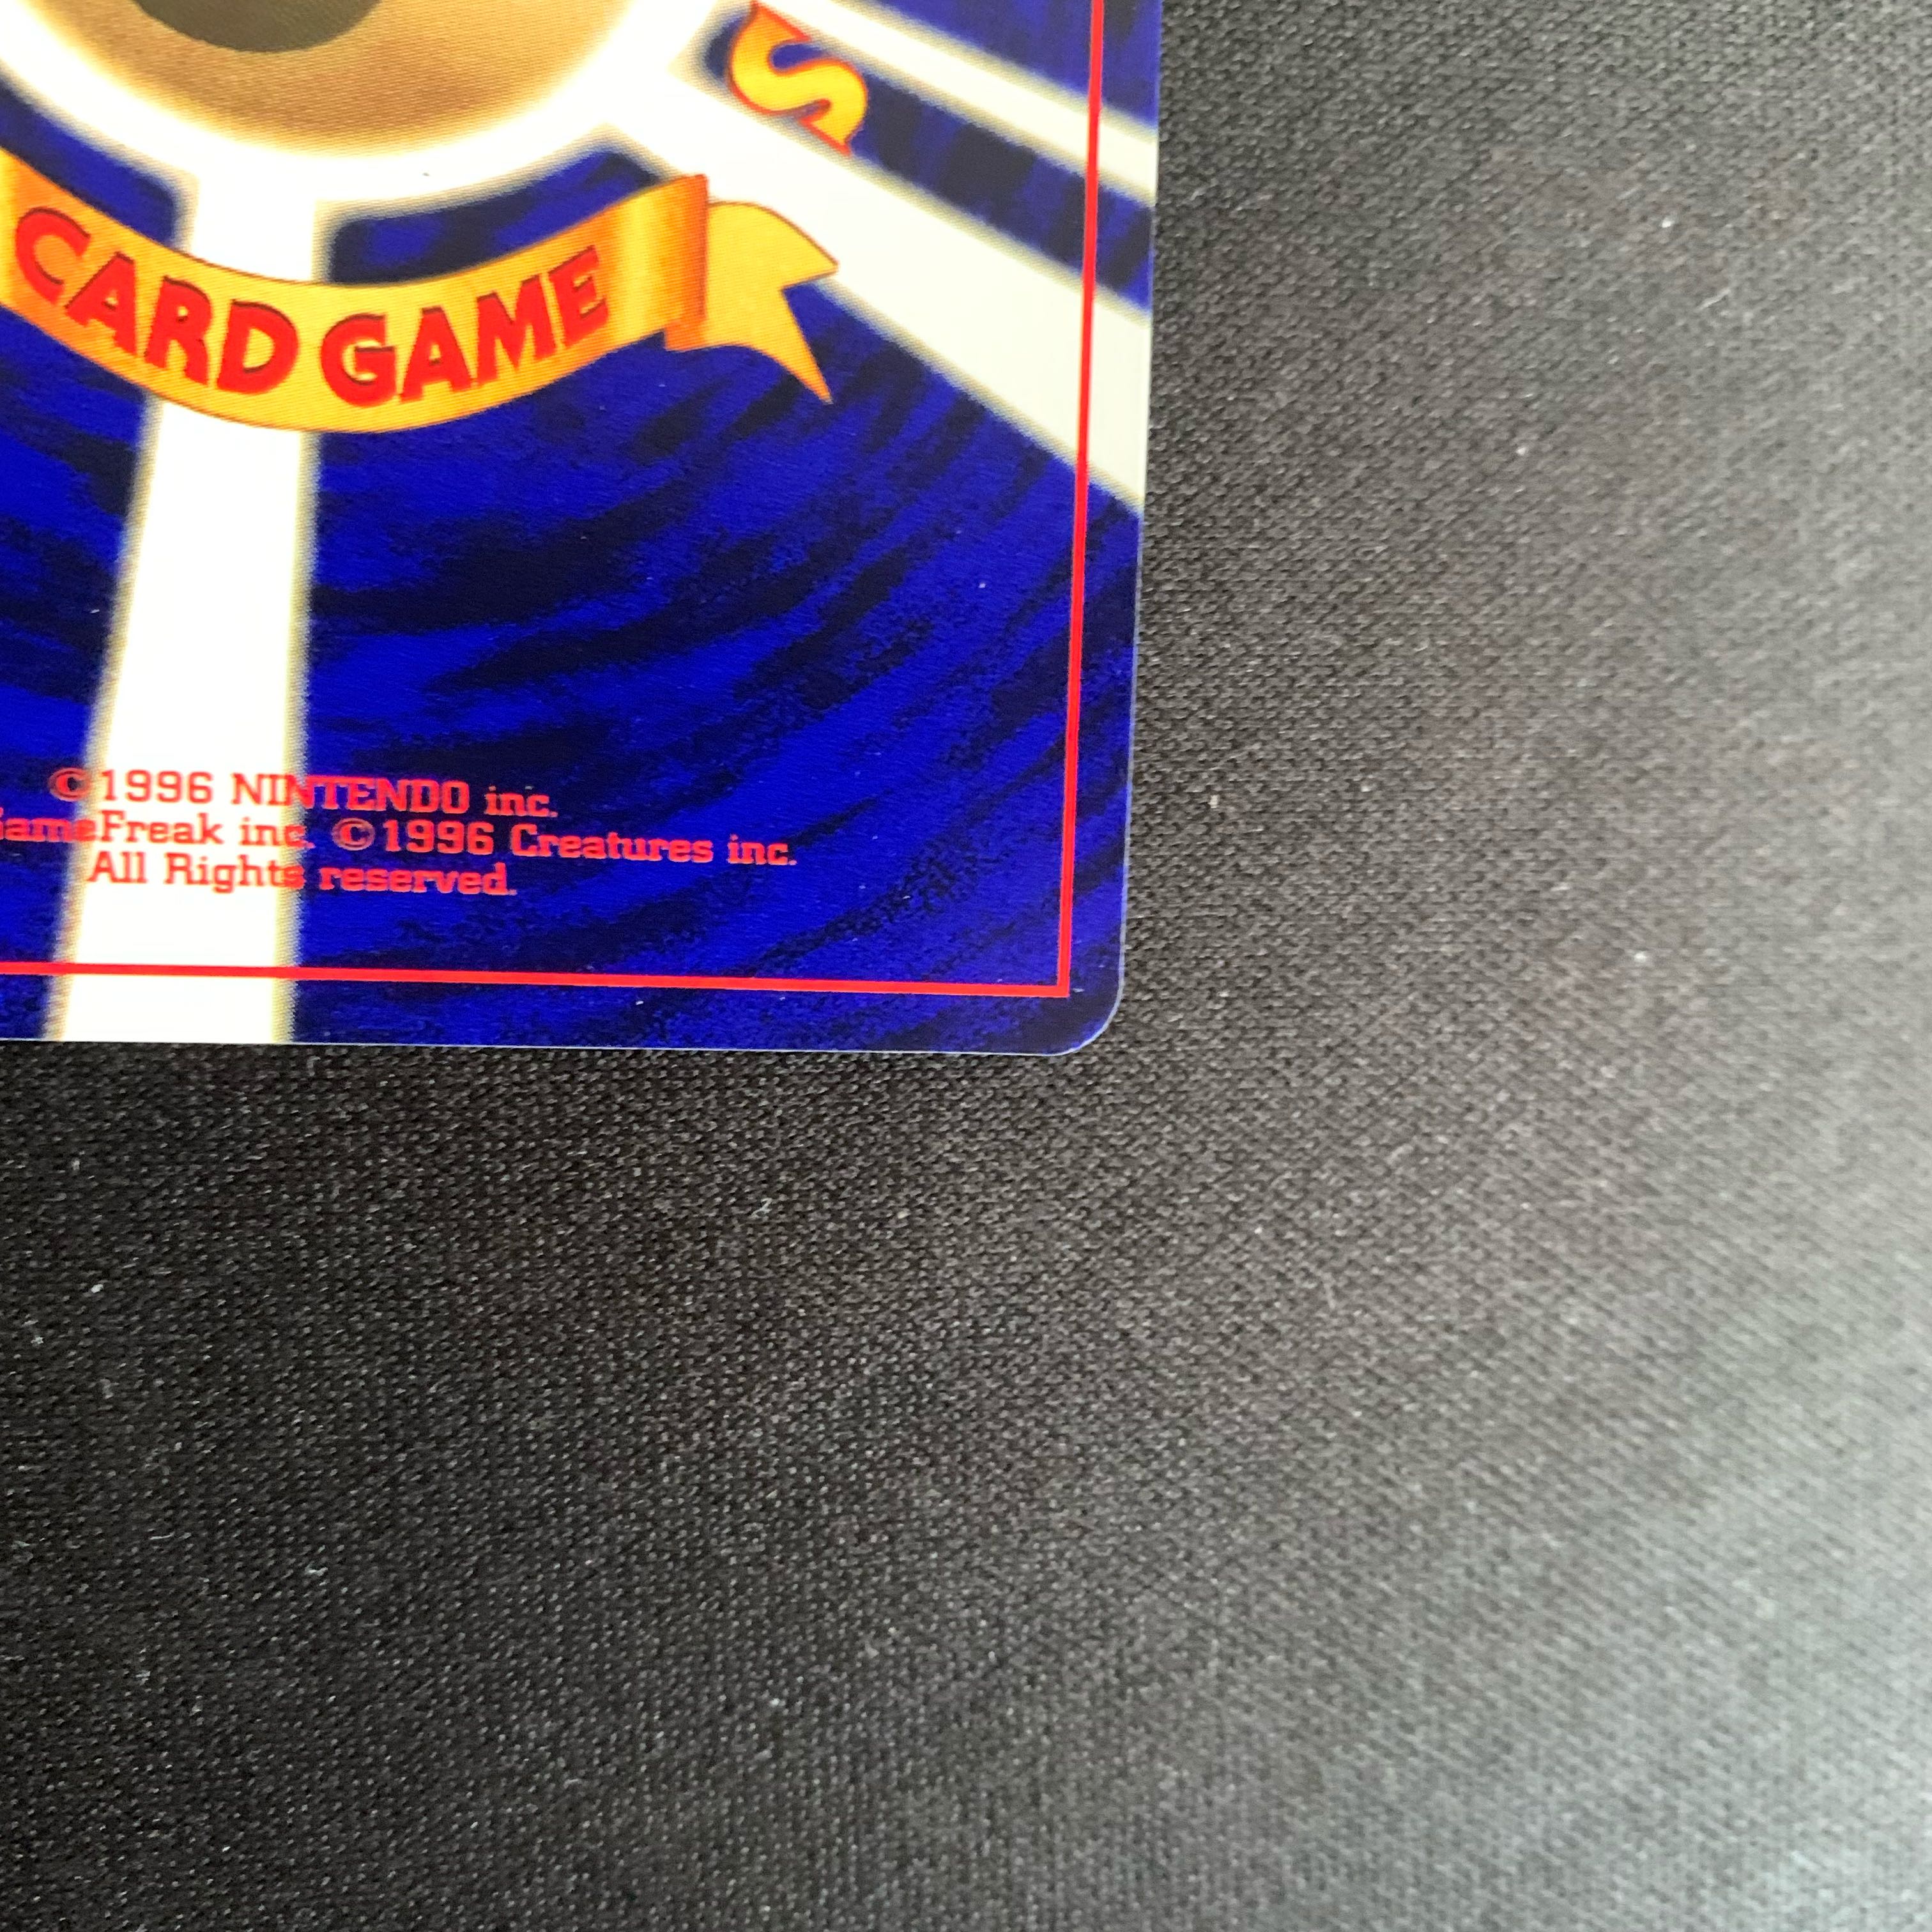 S
CARD GAME
©1996 NINTENDO inc.
GameFreak inc. ©1996 Creatures inc.
All Rights reserved.